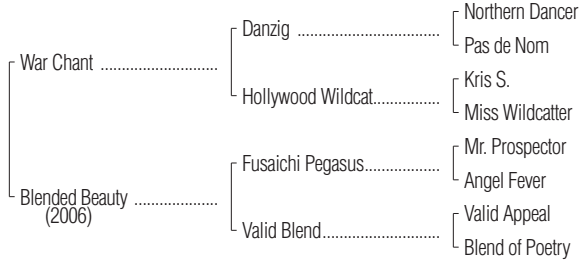 Northern Dancer
Danzig ..............................
Pas de Nom
War Chant .........................
Kris S.
Hollywood Wildcat..............
Miss Wildcatter
Mr. Prospector
Fusaichi Pegasus................
Angel Fever
Blended Beauty ..................
(2006)
Valid Appeal
Valid Blend.........................
Blend of Poetry